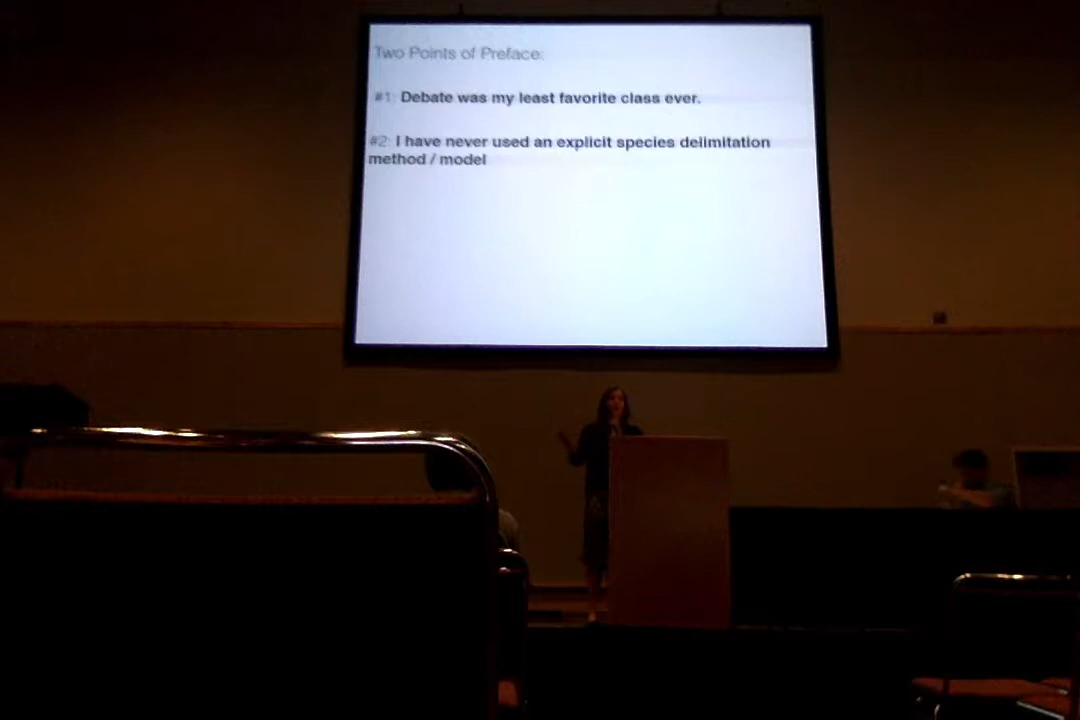 Two Points of Preface:
#1: Debate was my least favorite class ever.
#2: I have never used an explicit species delimitation
method / model